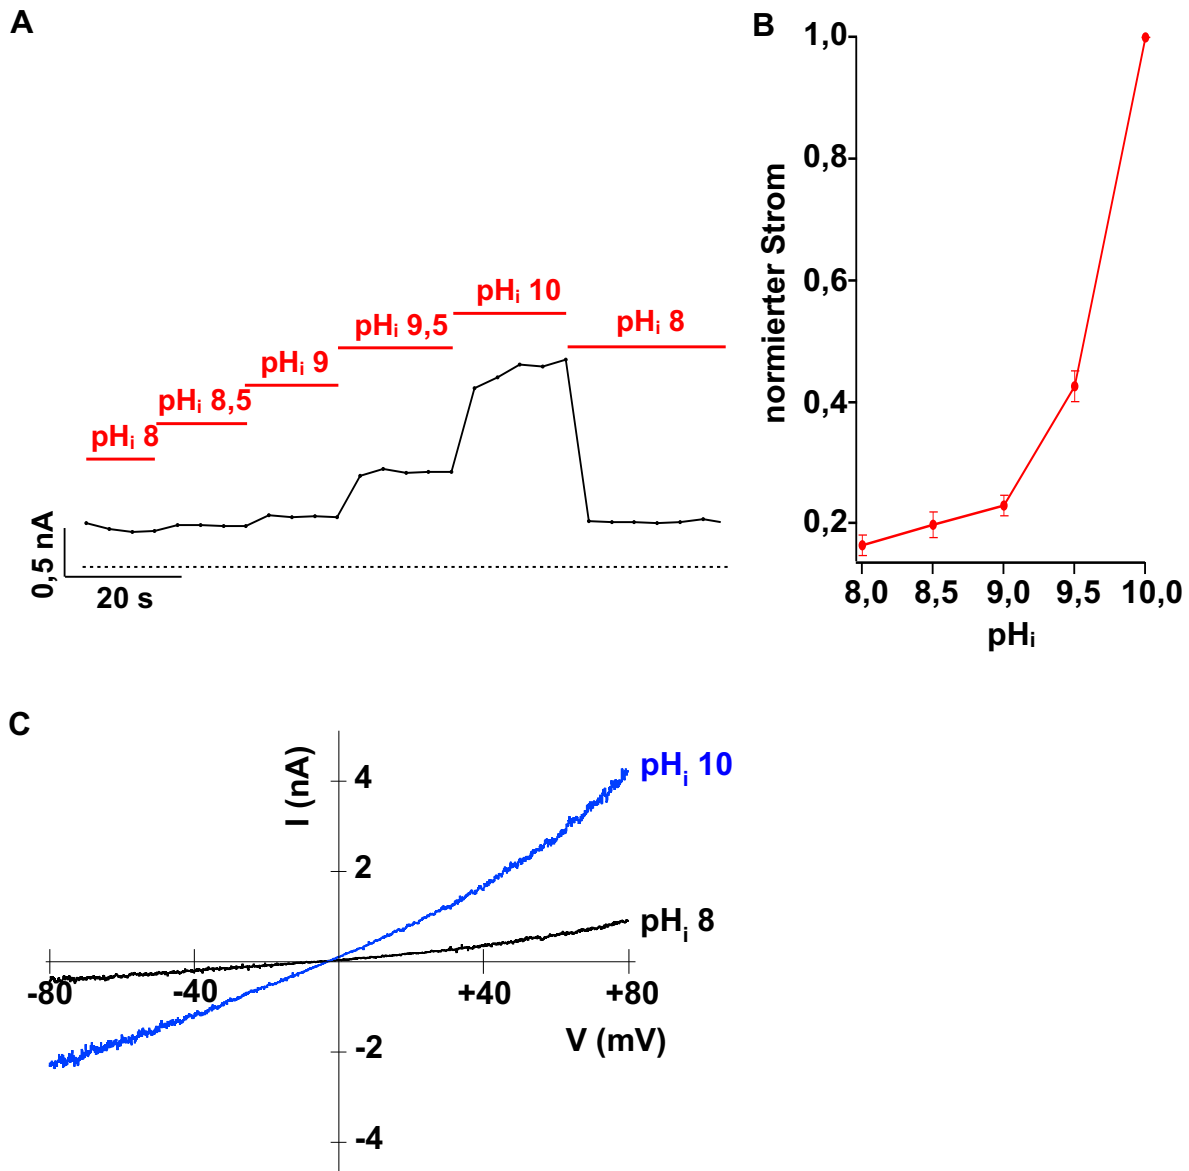 A
pHᵢ 8
pHᵢ 8,5
pHᵢ 9
pHᵢ 9,5
pHᵢ 10
pHᵢ 8
0,5 nA
20 s
B
normierter Strom
1,0
0,8
0,6
0,4
0,2
8,0 8,5 9,0 9,5 10,0
pHᵢ
C
I (nA)
4
2
-2
-4
-80 -40 +40 +80
V (mV)
pHᵢ 10
pHᵢ 8